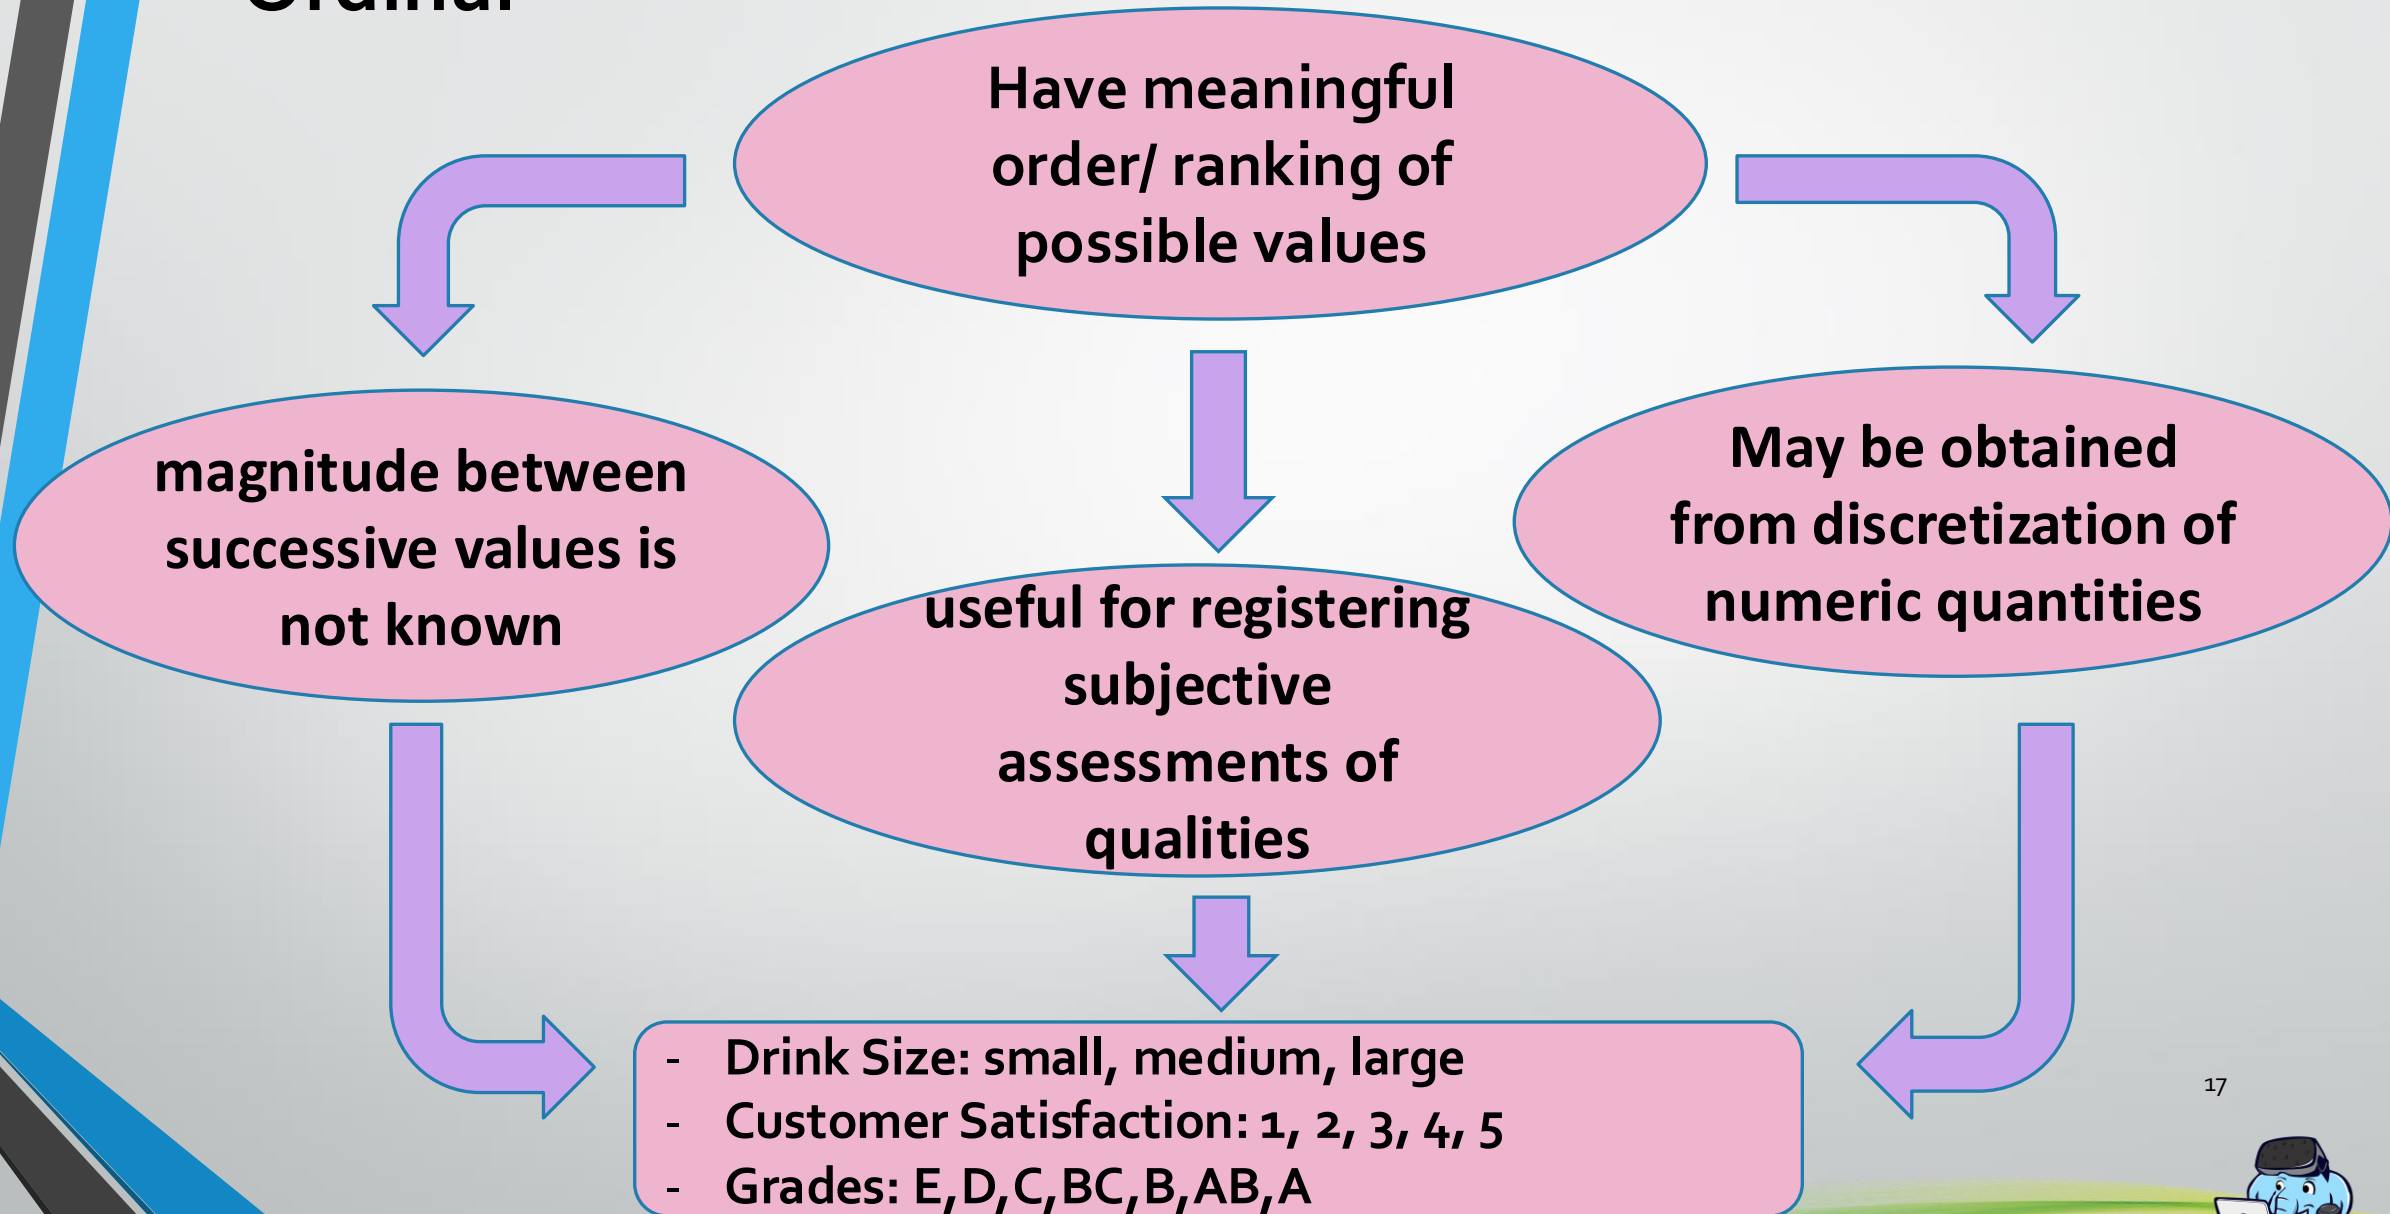 Ordinal
Have meaningful
order/ ranking of
possible values
magnitude between
successive values is
not known
useful for registering
subjective
assessments of
qualities
May be obtained
from discretization of
numeric quantities
- Drink Size: small, medium, large
- Customer Satisfaction: 1, 2, 3, 4, 5
- Grades: E,D,C,BC,B,AB,A
17